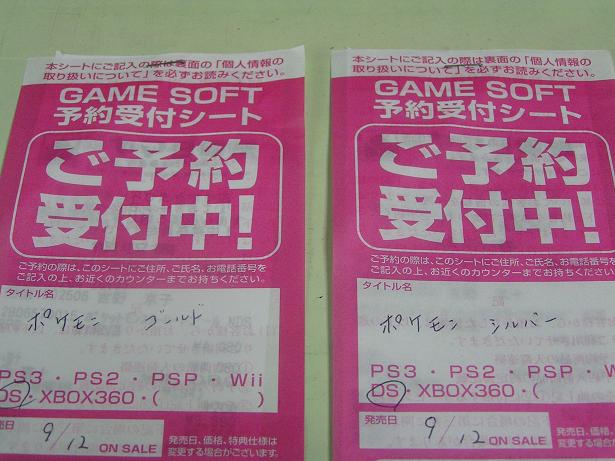 本シートにご記入の際は裏面の「個人情報の
取り扱いについて」を必ずお読みください。
GAME SOFT
予約受付シート
ご予約
受付中!
ご予約の際は、このシートにご住所、ご氏名、お電話番号を
ご記入の上、お近くのカウンターまでお持ちください。
タイトル名
ポケモン ゴールド
PS3・PS2・PSP・Wii
DS・XBOX360・( )
売日
9/12 ON SALE
発売日、価格、特典仕様は
変更する場合がございます。
本シートにご記入の際は裏面の「個人情報の
取り扱いについて」を必ずお読みください。
GAME SOFT
予約受付シート
ご予約
受付中!
ご予約の際は、このシートにご住所、ご氏名、お電話番号を
ご記入の上、お近くのカウンターまでお持ちください。
タイトル名
ポケモン シルバー
PS3・PS2・PSP・W
DS・XBOX360・(
発売日
9/12 ON SALE
発売日、価格、特
変更する場合がご